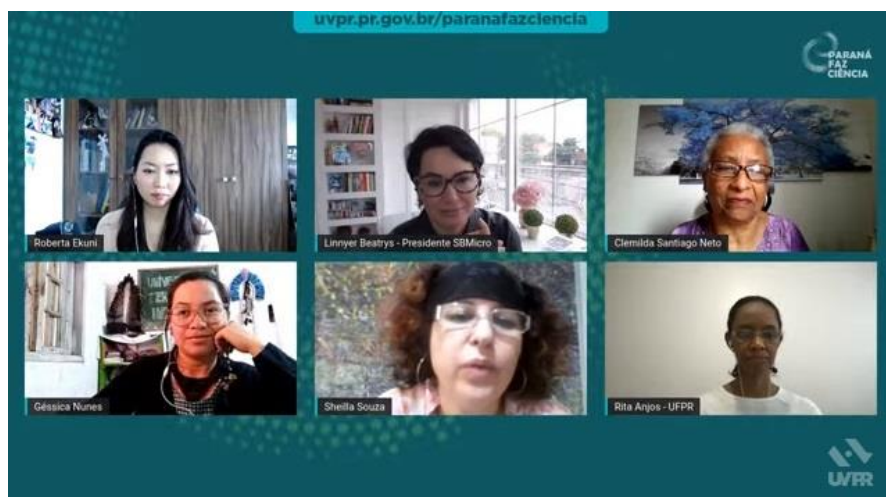 uvpr.pr.gov.br/paranafazciencia
PARANÁ
FAZ
CIÊNCIA
Roberta Ekuni
Linnyer Beatrys - Presidente SBMicro
Clemilda Santiago Neto
Géssica Nunes
Sheilla Souza
Rita Anjos - UFPR
UVPR